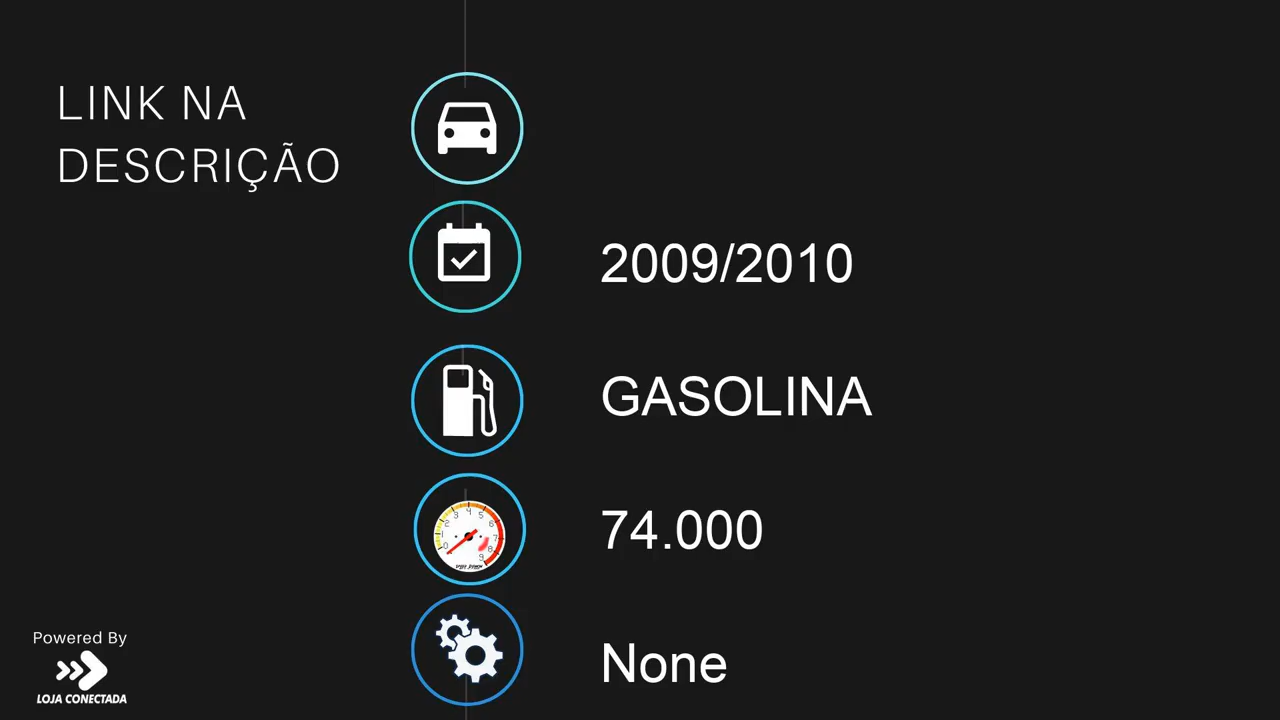 LINK NA
DESCRIÇÃO
2009/2010
GASOLINA
74.000
None
Powered By
LOJA CONECTADA